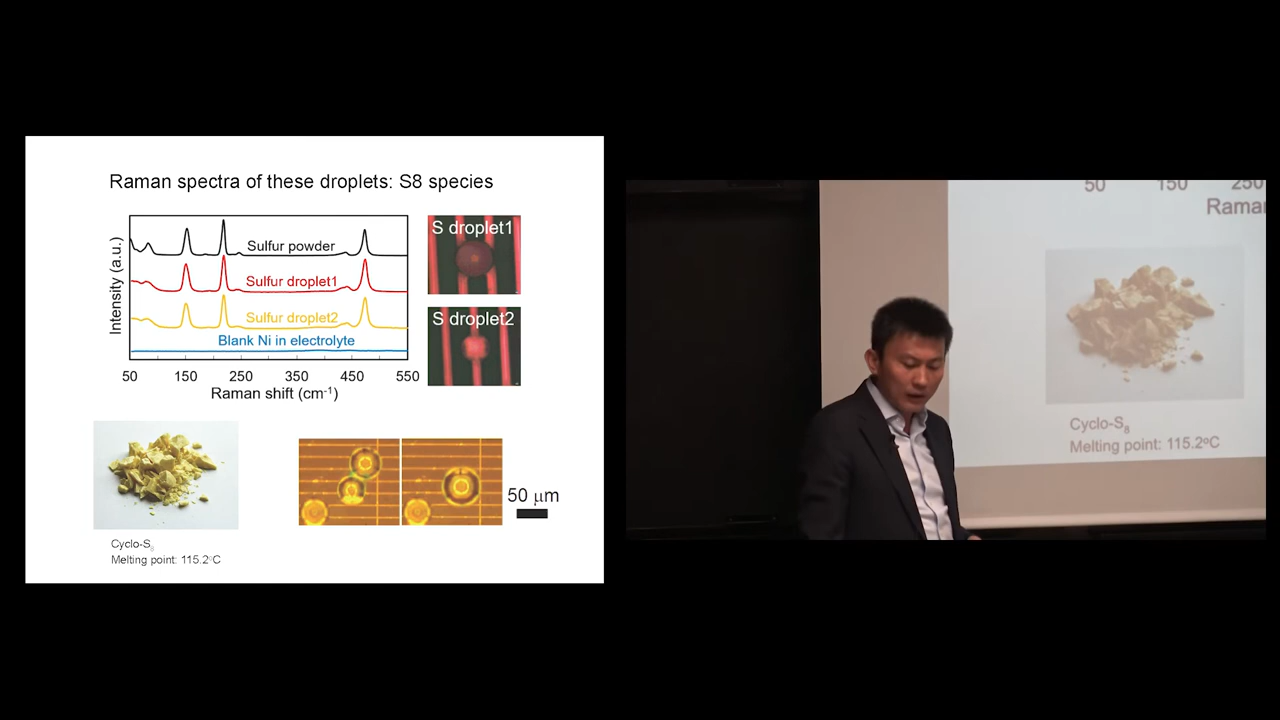 Raman spectra of these droplets: S8 species
Intensity (a.u.)
Sulfur powder
Sulfur droplet1
Sulfur droplet2
Blank Ni in electrolyte
50 150 250 350 450 550
Raman shift (cm⁻¹)
S droplet1
S droplet2
Cyclo-S₈
Melting point: 115.2°C
50 μm
50 150 250
Raman
Cyclo-S₈
Melting point: 115.2°C